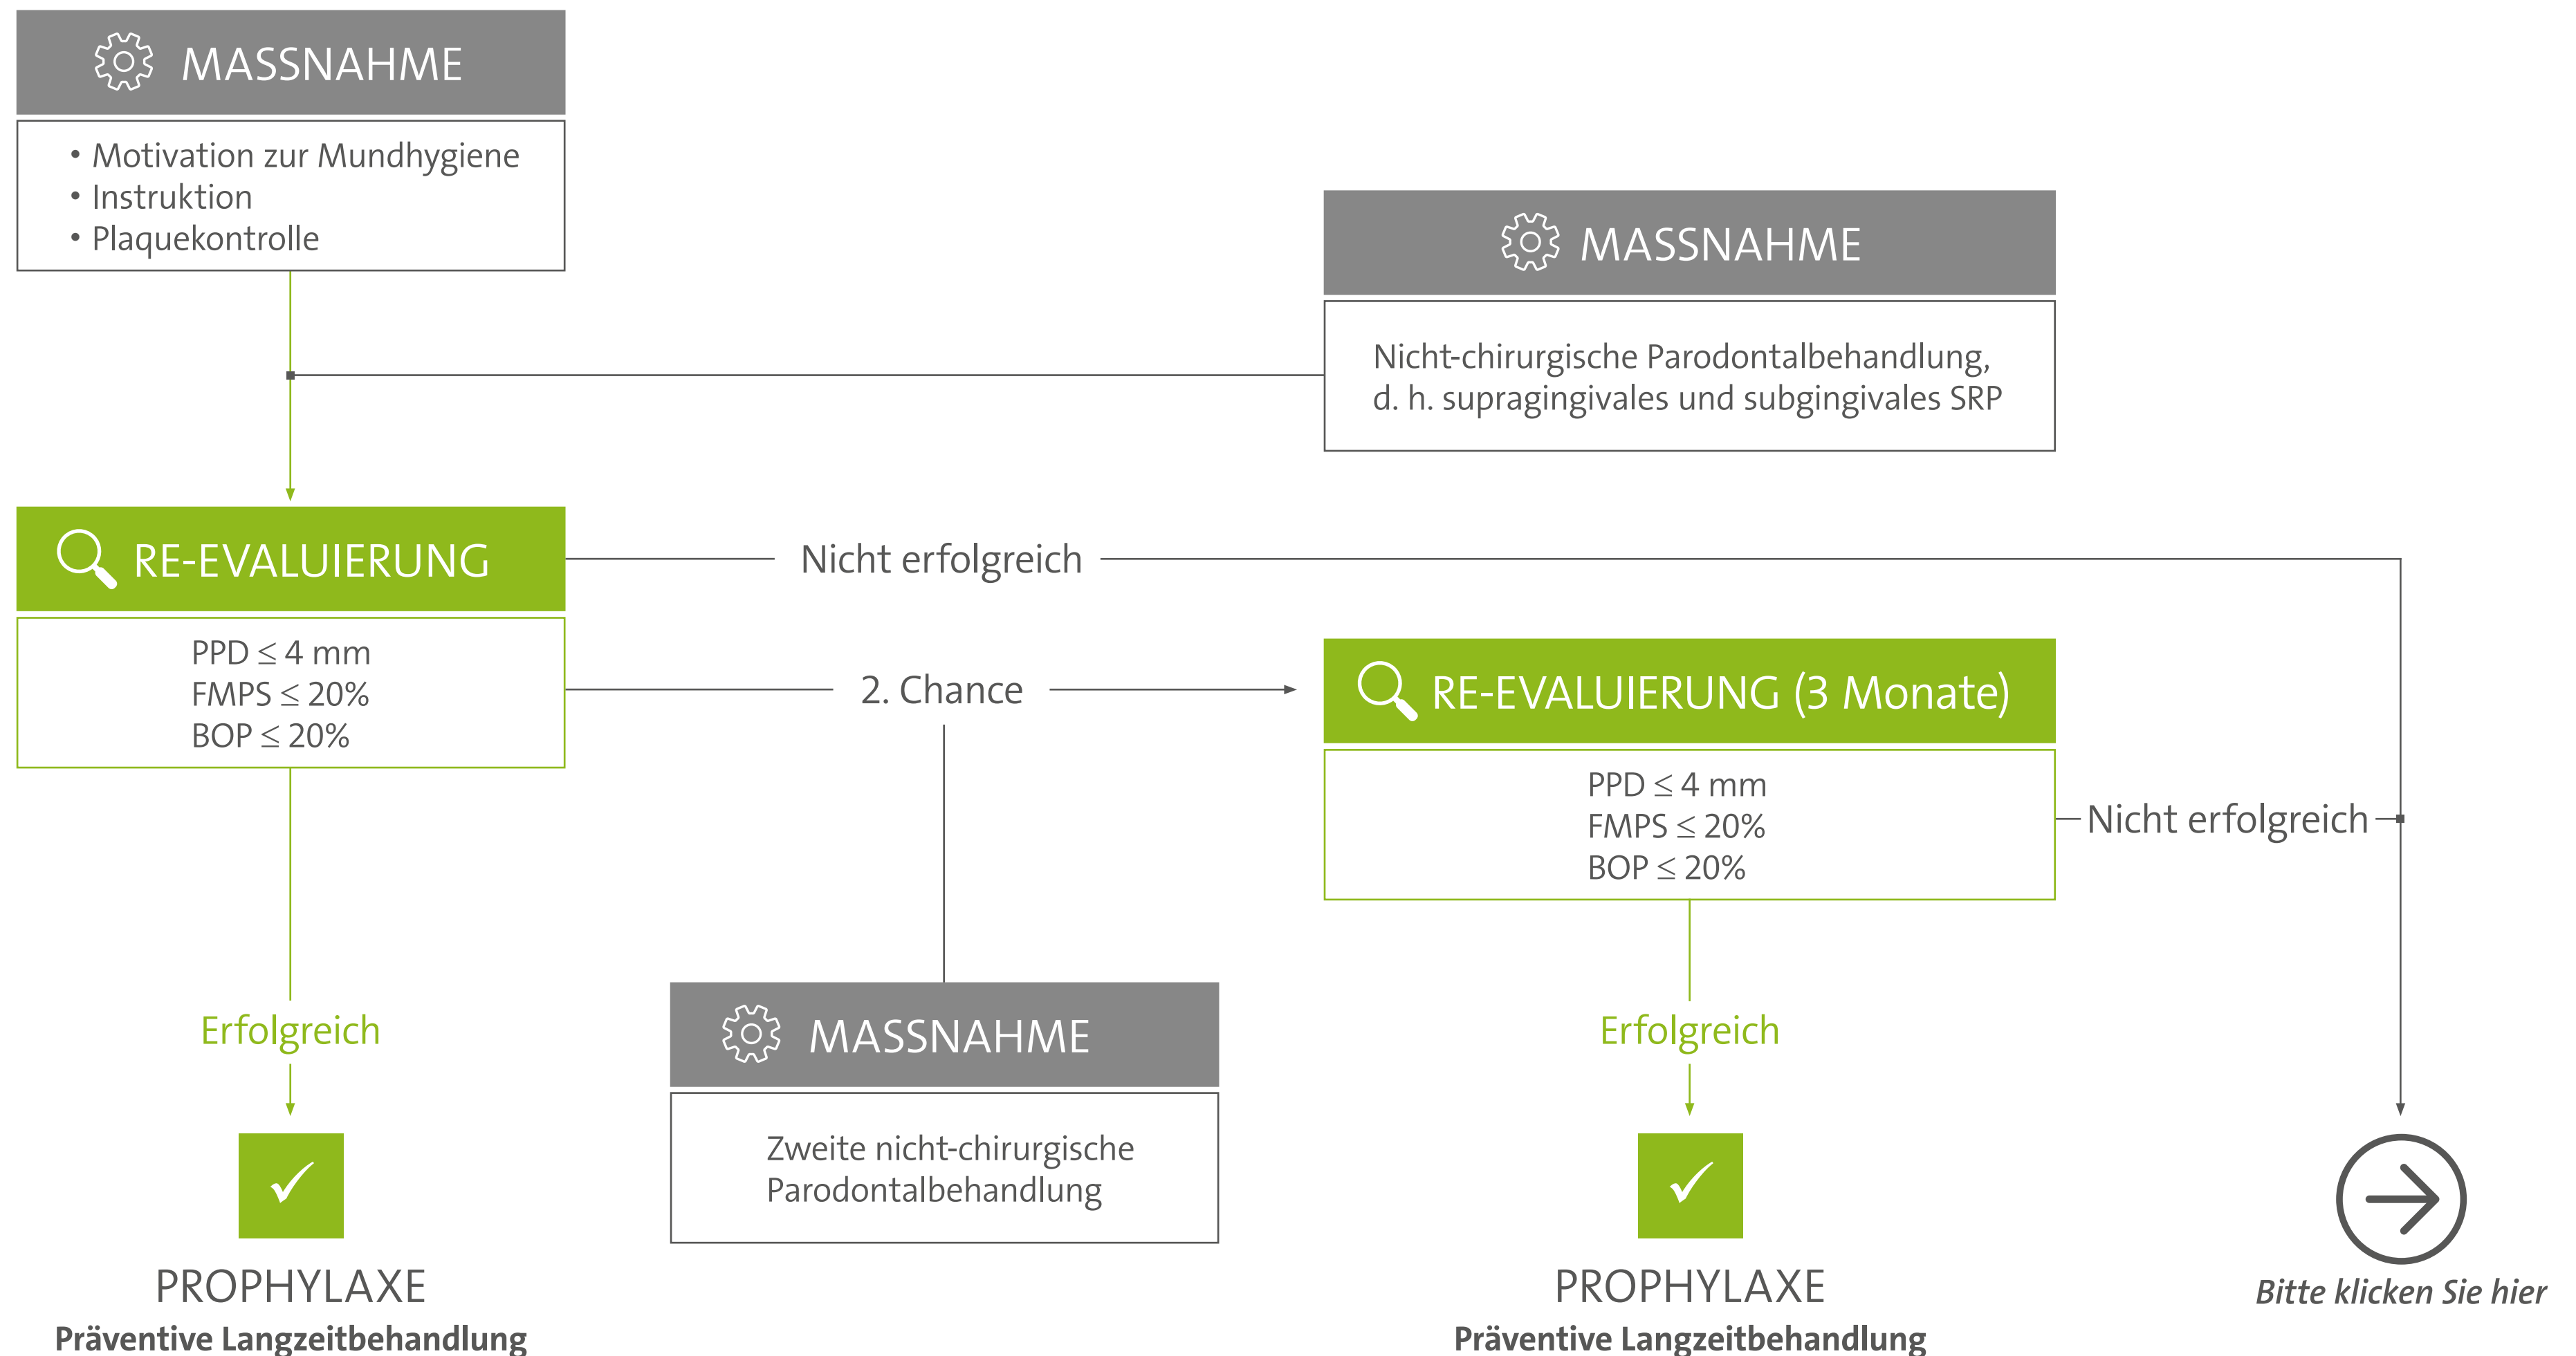 MASSNAHME
• Motivation zur Mundhygiene
• Instruktion
• Plaquekontrolle
MASSNAHME
Nicht-chirurgische Parodontalbehandlung,
d. h. supragingivales und subgingivales SRP
RE-EVALUIERUNG
Nicht erfolgreich
PPD ≤ 4 mm
FMPS ≤ 20%
BOP ≤ 20%
2. Chance
RE-EVALUIERUNG (3 Monate)
PPD ≤ 4 mm
FMPS ≤ 20%
BOP ≤ 20%
Nicht erfolgreich
Erfolgreich
MASSNAHME
Zweite nicht-chirurgische
Parodontalbehandlung
Erfolgreich
PROPHYLAXE
Präventive Langzeitbehandlung
PROPHYLAXE
Präventive Langzeitbehandlung
Bitte klicken Sie hier